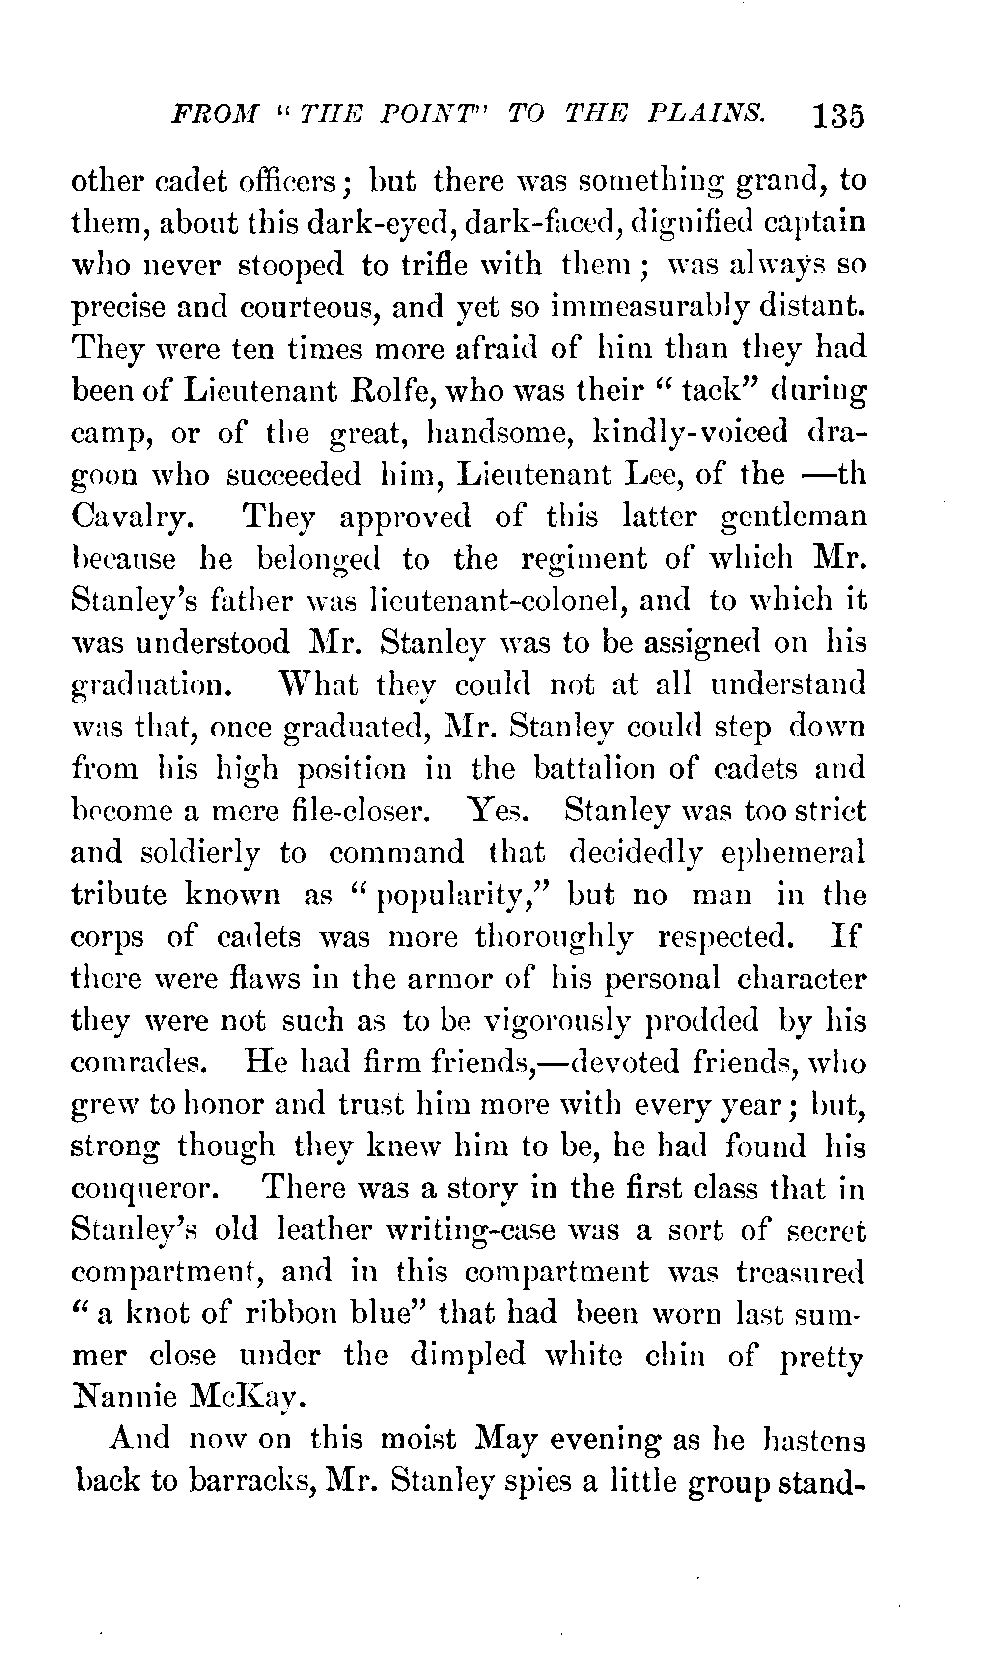 FROM "THE POINT" TO THE PLAINS. 135
other cadet officers; but there was something grand, to
them, about this dark-eyed, dark-faced, dignified captain
who never stooped to trifle with them; was always so
precise and courteous, and yet so immeasurably distant.
They were ten times more afraid of him than they had
been of Lieutenant Rolfe, who was their "tack" during
camp, or of the great, handsome, kindly-voiced dra-
goon who succeeded him, Lieutenant Lee, of the —th
Cavalry. They approved of this latter gentleman
because he belonged to the regiment of which Mr.
Stanley's father was lieutenant-colonel, and to which it
was understood Mr. Stanley was to be assigned on his
graduation. What they could not at all understand
was that, once graduated, Mr. Stanley could step down
from his high position in the battalion of cadets and
become a mere file-closer. Yes. Stanley was too strict
and soldierly to command that decidedly ephemeral
tribute known as "popularity," but no man in the
corps of cadets was more thoroughly respected. If
there were flaws in the armor of his personal character
they were not such as to be vigorously prodded by his
comrades. He had firm friends,—devoted friends, who
grew to honor and trust him more with every year; but,
strong though they knew him to be, he had found his
conqueror. There was a story in the first class that in
Stanley's old leather writing-case was a sort of secret
compartment, and in this compartment was treasured
"a knot of ribbon blue" that had been worn last sum-
mer close under the dimpled white chin of pretty
Nannie McKay.
And now on this moist May evening as he hastens
back to barracks, Mr. Stanley spies a little group stand-